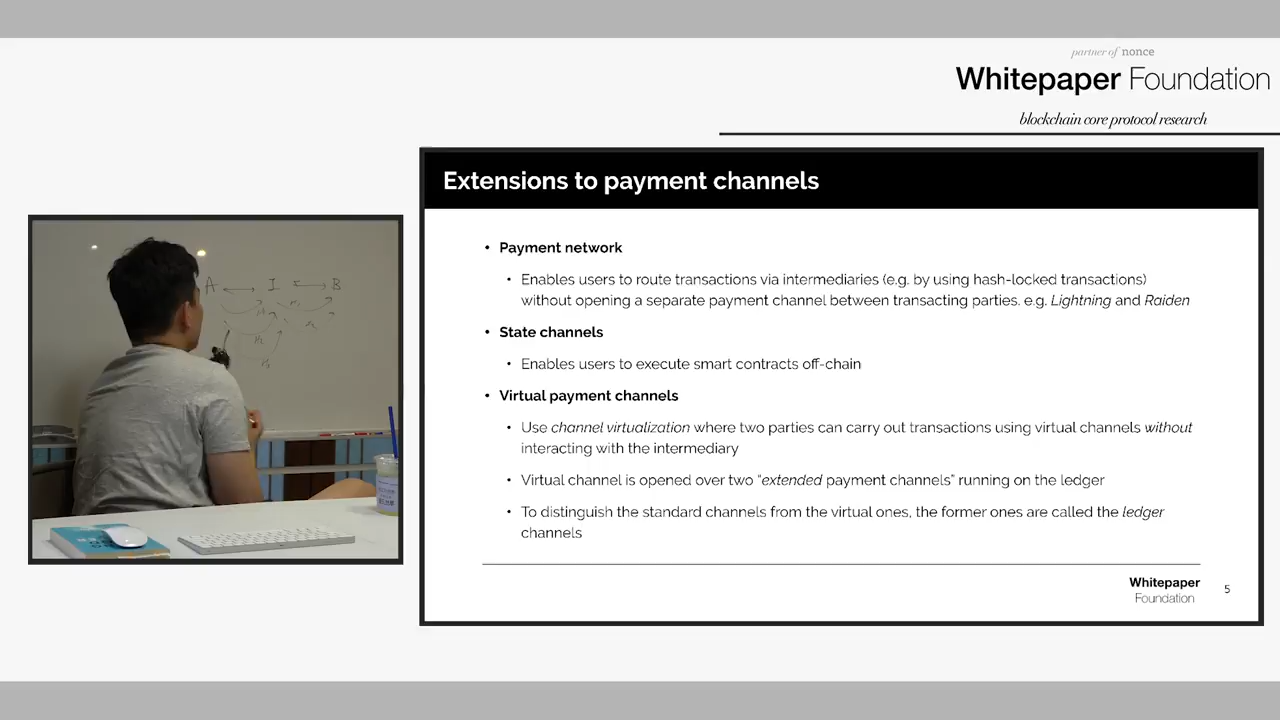 partner of nonce
Whitepaper Foundation
blockchain core protocol research
Extensions to payment channels
• Payment network
• Enables users to route transactions via intermediaries (e.g. by using hash-locked transactions)
without opening a separate payment channel between transacting parties. e.g. Lightning and Raiden
• State channels
• Enables users to execute smart contracts off-chain
• Virtual payment channels
• Use channel virtualization where two parties can carry out transactions using virtual channels without
interacting with the intermediary
• Virtual channel is opened over two “extended payment channels” running on the ledger
• To distinguish the standard channels from the virtual ones, the former ones are called the ledger
channels
Whitepaper
Foundation
5
A I B